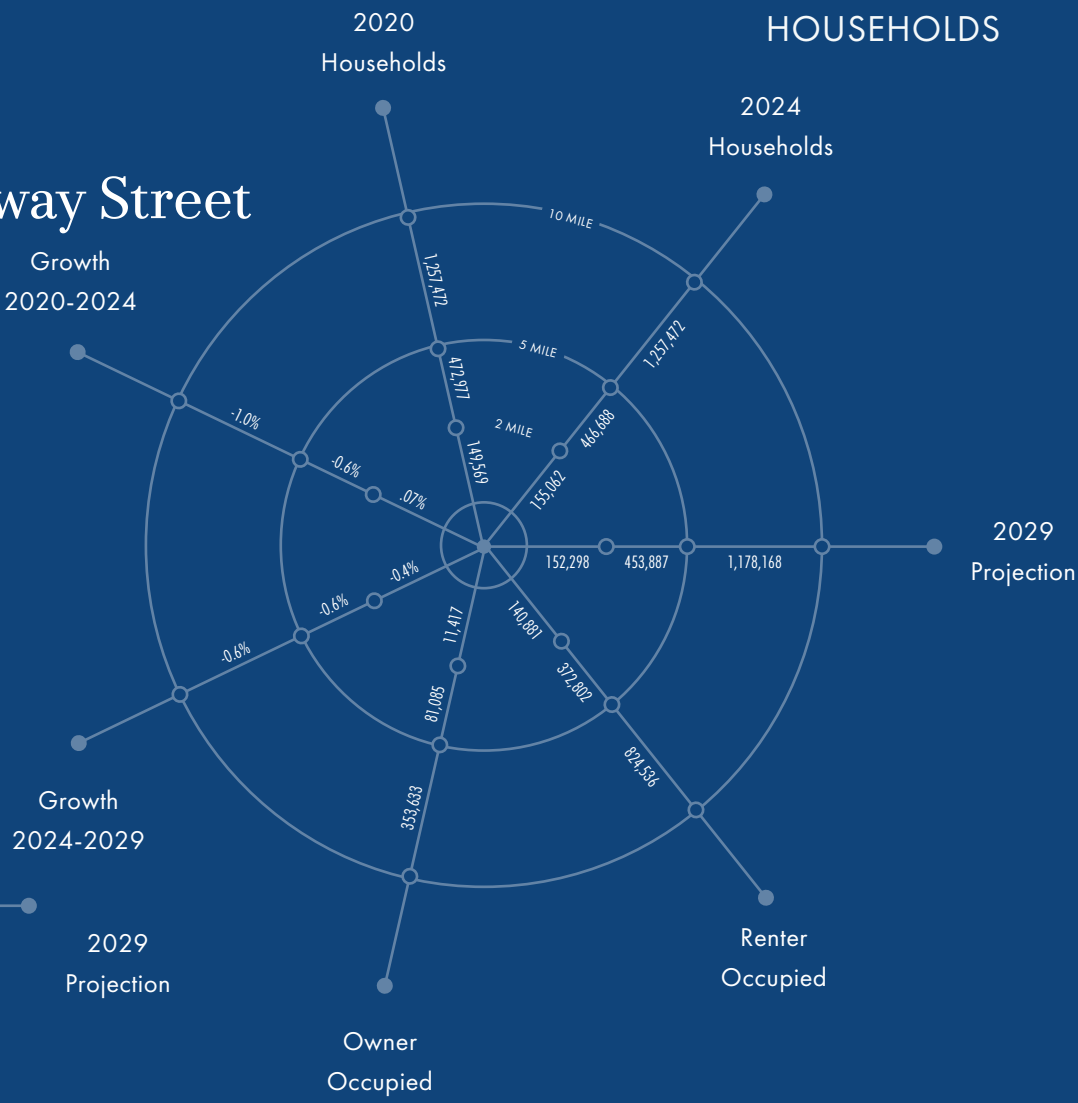 HOUSEHOLDS
2020
Households
2024
Households
way Street
Growth
2020-2024
10 MILE
5 MILE
2 MILE
1,257,472
472,977
149,569
1,257,472
466,688
155,062
-1.0%
-0.6%
.07%
2029
Projection
152,298
453,887
1,178,168
-0.4%
-0.6%
-0.6%
11,417
81,085
353,633
140,881
372,802
824,536
Growth
2024-2029
2029
Projection
Renter
Occupied
Owner
Occupied